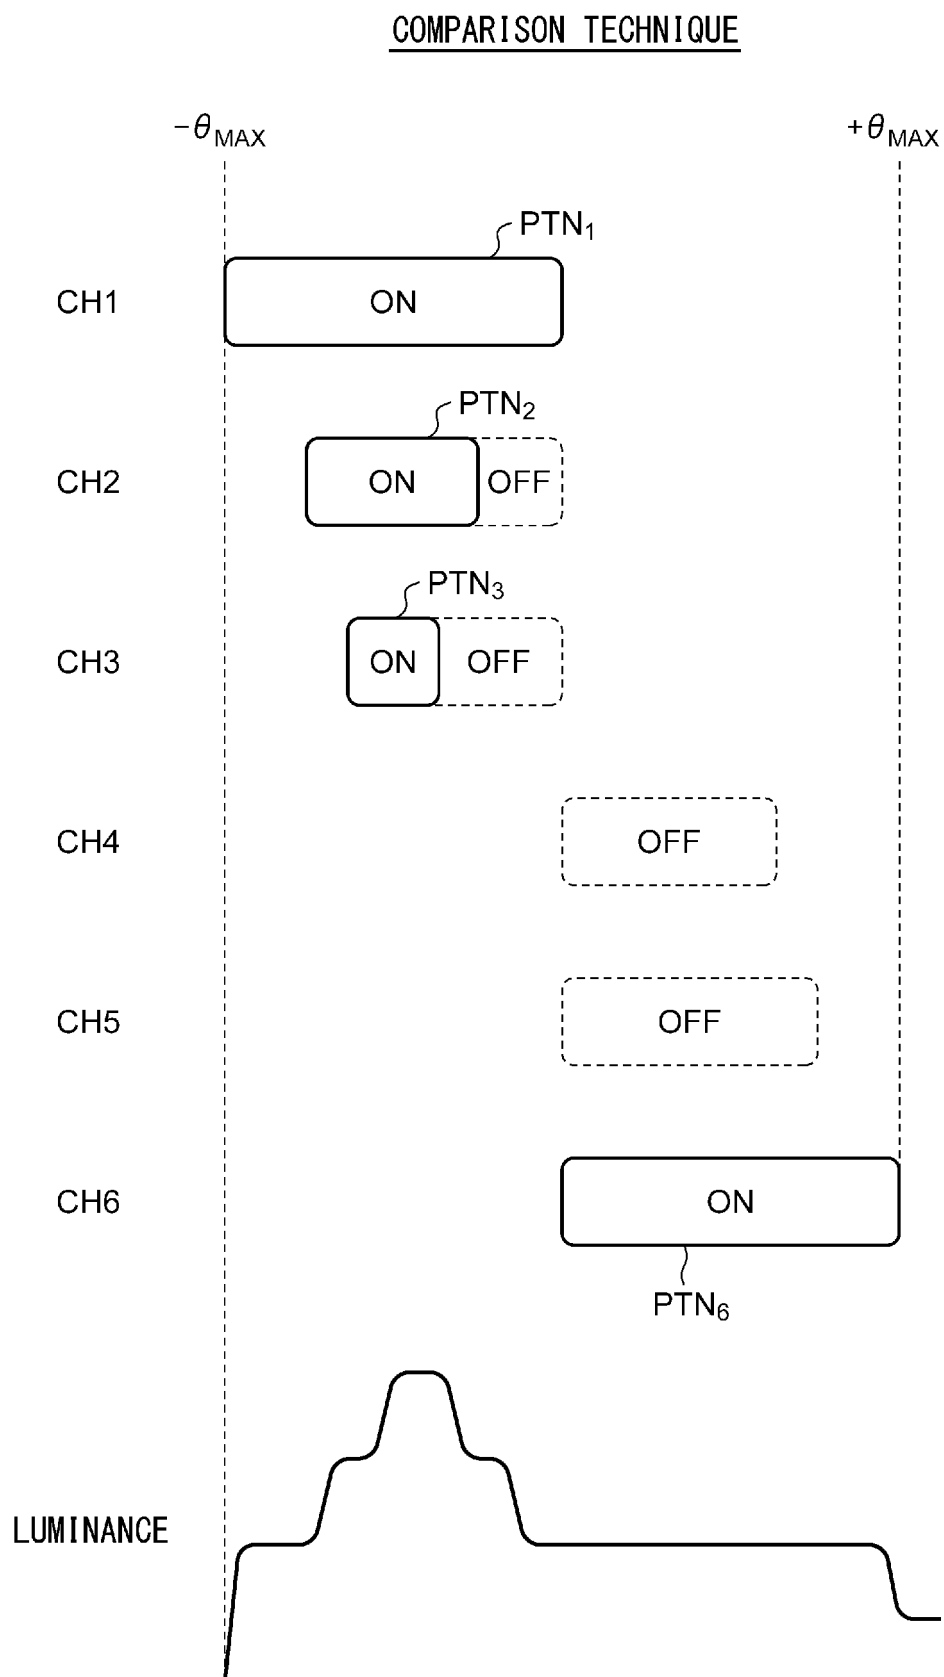 COMPARISON TECHNIQUE
−θMAX
+θMAX
PTN1
CH1
ON
PTN2
CH2
ON
OFF
PTN3
CH3
ON
OFF
CH4
OFF
CH5
OFF
CH6
ON
PTN6
LUMINANCE